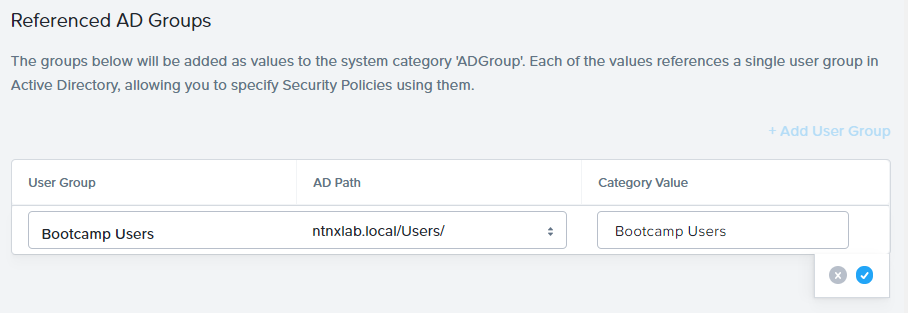 Referenced AD Groups
The groups below will be added as values to the system category 'ADGroup'. Each of the values references a single user group in
Active Directory, allowing you to specify Security Policies using them.
+ Add User Group
User Group AD Path Category Value
Bootcamp Users ntnxlab.local/Users/ Bootcamp Users